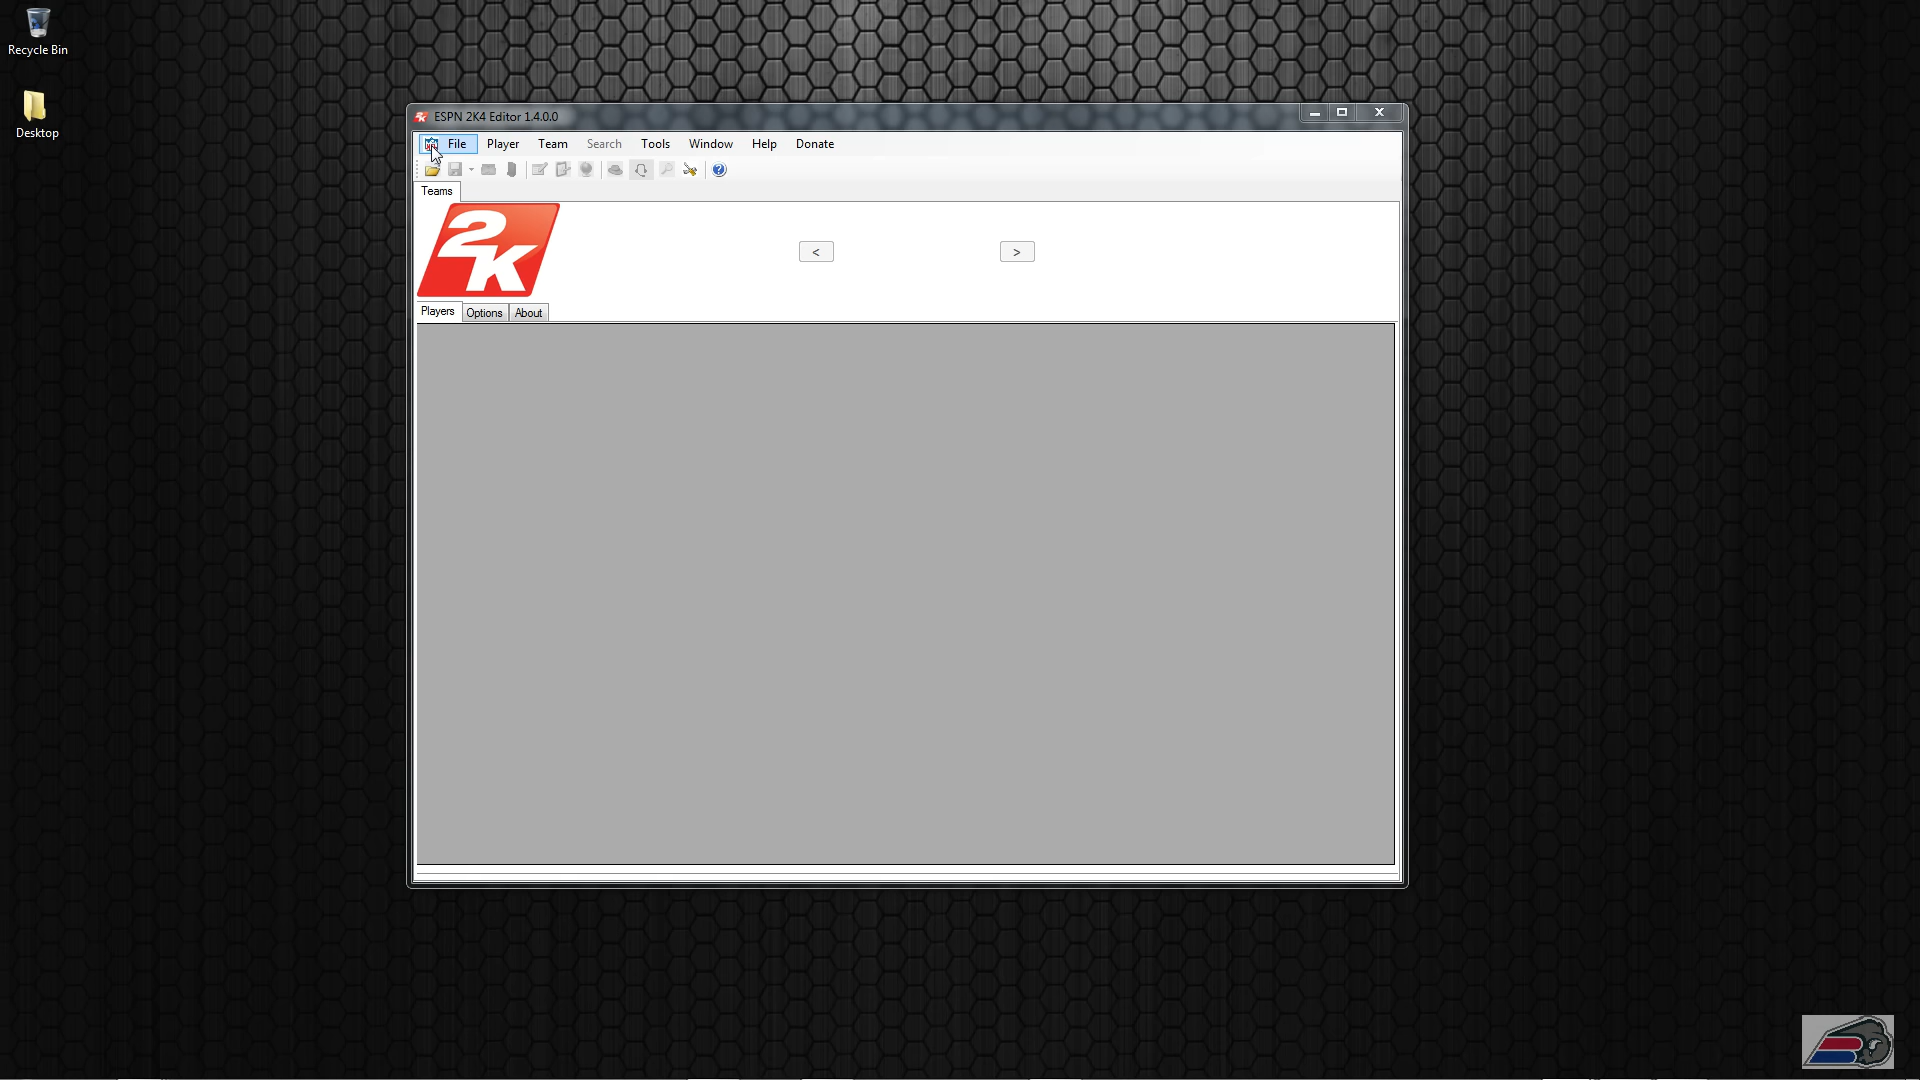 Recycle Bin
Desktop
ESPN 2K4 Editor 1.4.0.0
File Player Team Search Tools Window Help Donate
Teams
2K
< >
Players Options About